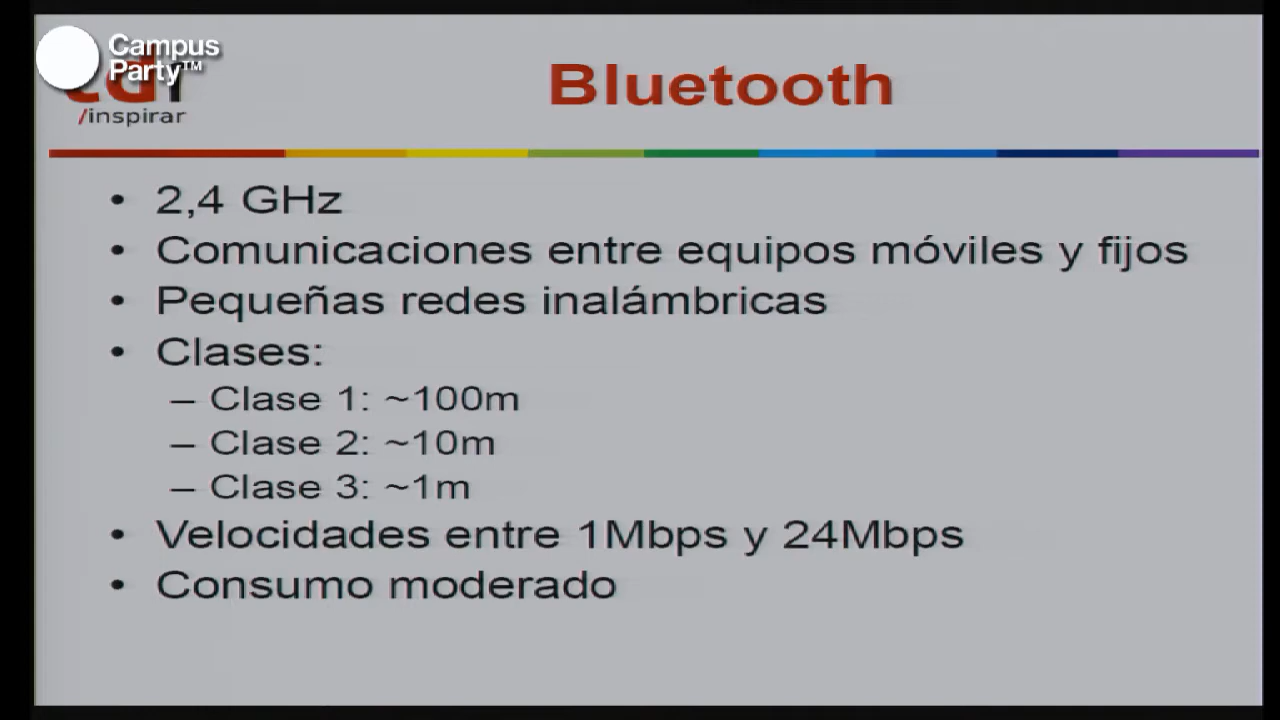 Campus
Party™
/inspirar
Bluetooth
• 2,4 GHz
• Comunicaciones entre equipos móviles y fijos
• Pequeñas redes inalámbricas
• Clases:
– Clase 1: ~100m
– Clase 2: ~10m
– Clase 3: ~1m
• Velocidades entre 1Mbps y 24Mbps
• Consumo moderado